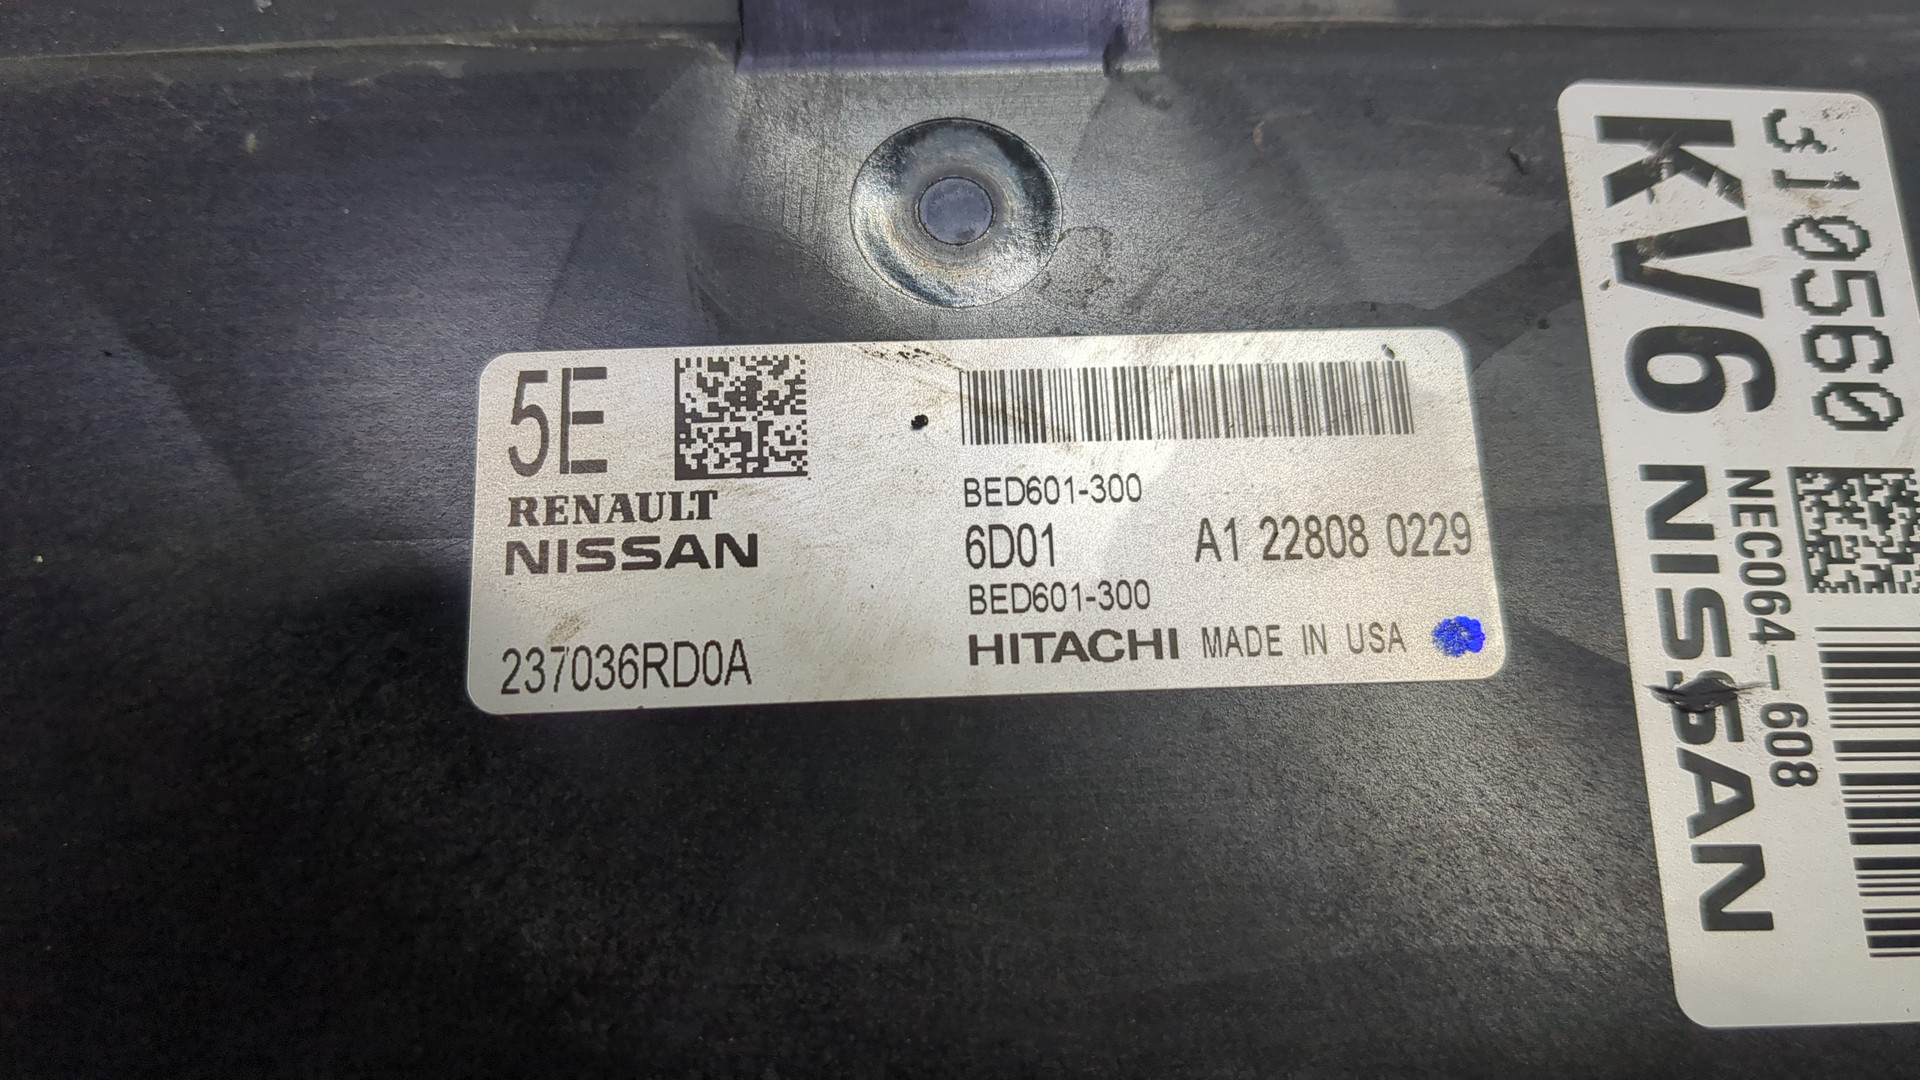 5E
RENAULT
NISSAN
237036RD0A
BED601-300
6D01 A1 22808 0229
BED601-300
HITACHI MADE IN USA
310560
KV6
NEC064-608
NISSAN